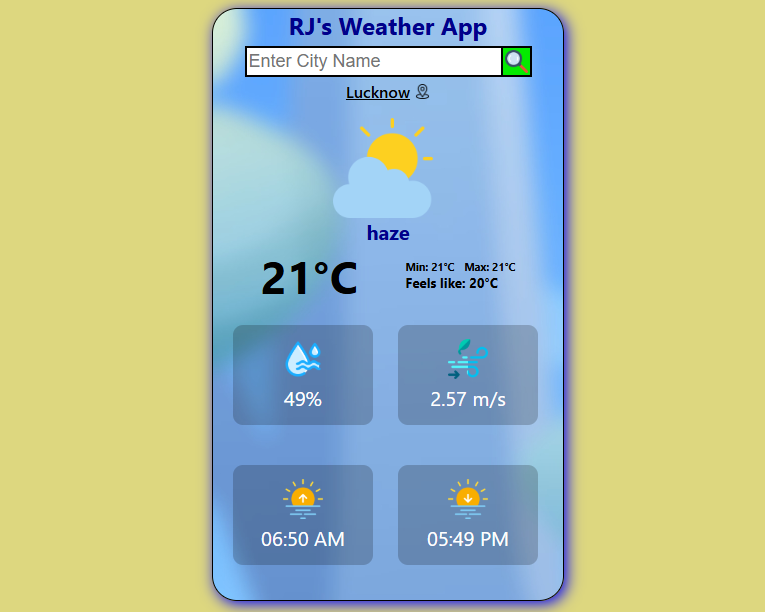 RJ's Weather App
Enter City Name
Lucknow
haze
21°C
Min: 21°C Max: 21°C
Feels like: 20°C
49%
2.57 m/s
06:50 AM
05:49 PM